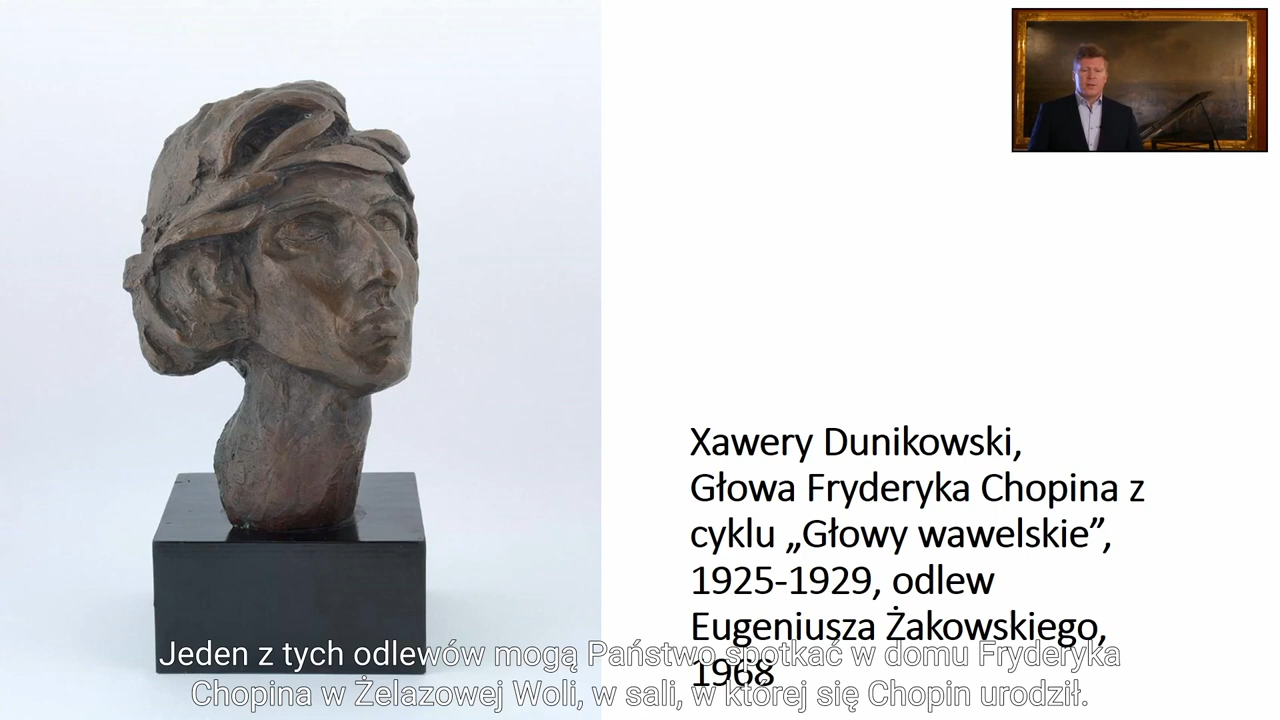 Xawery Dunikowski,
Głowa Fryderyka Chopina z
cyklu „Głowy wawelskie”,
1925-1929, odlew
Eugeniusza Żakowskiego,
1968
Jeden z tych odlewów mogą Państwo spotkać w domu Fryderyka
Chopina w Żelazowej Woli, w sali, w której się Chopin urodził.